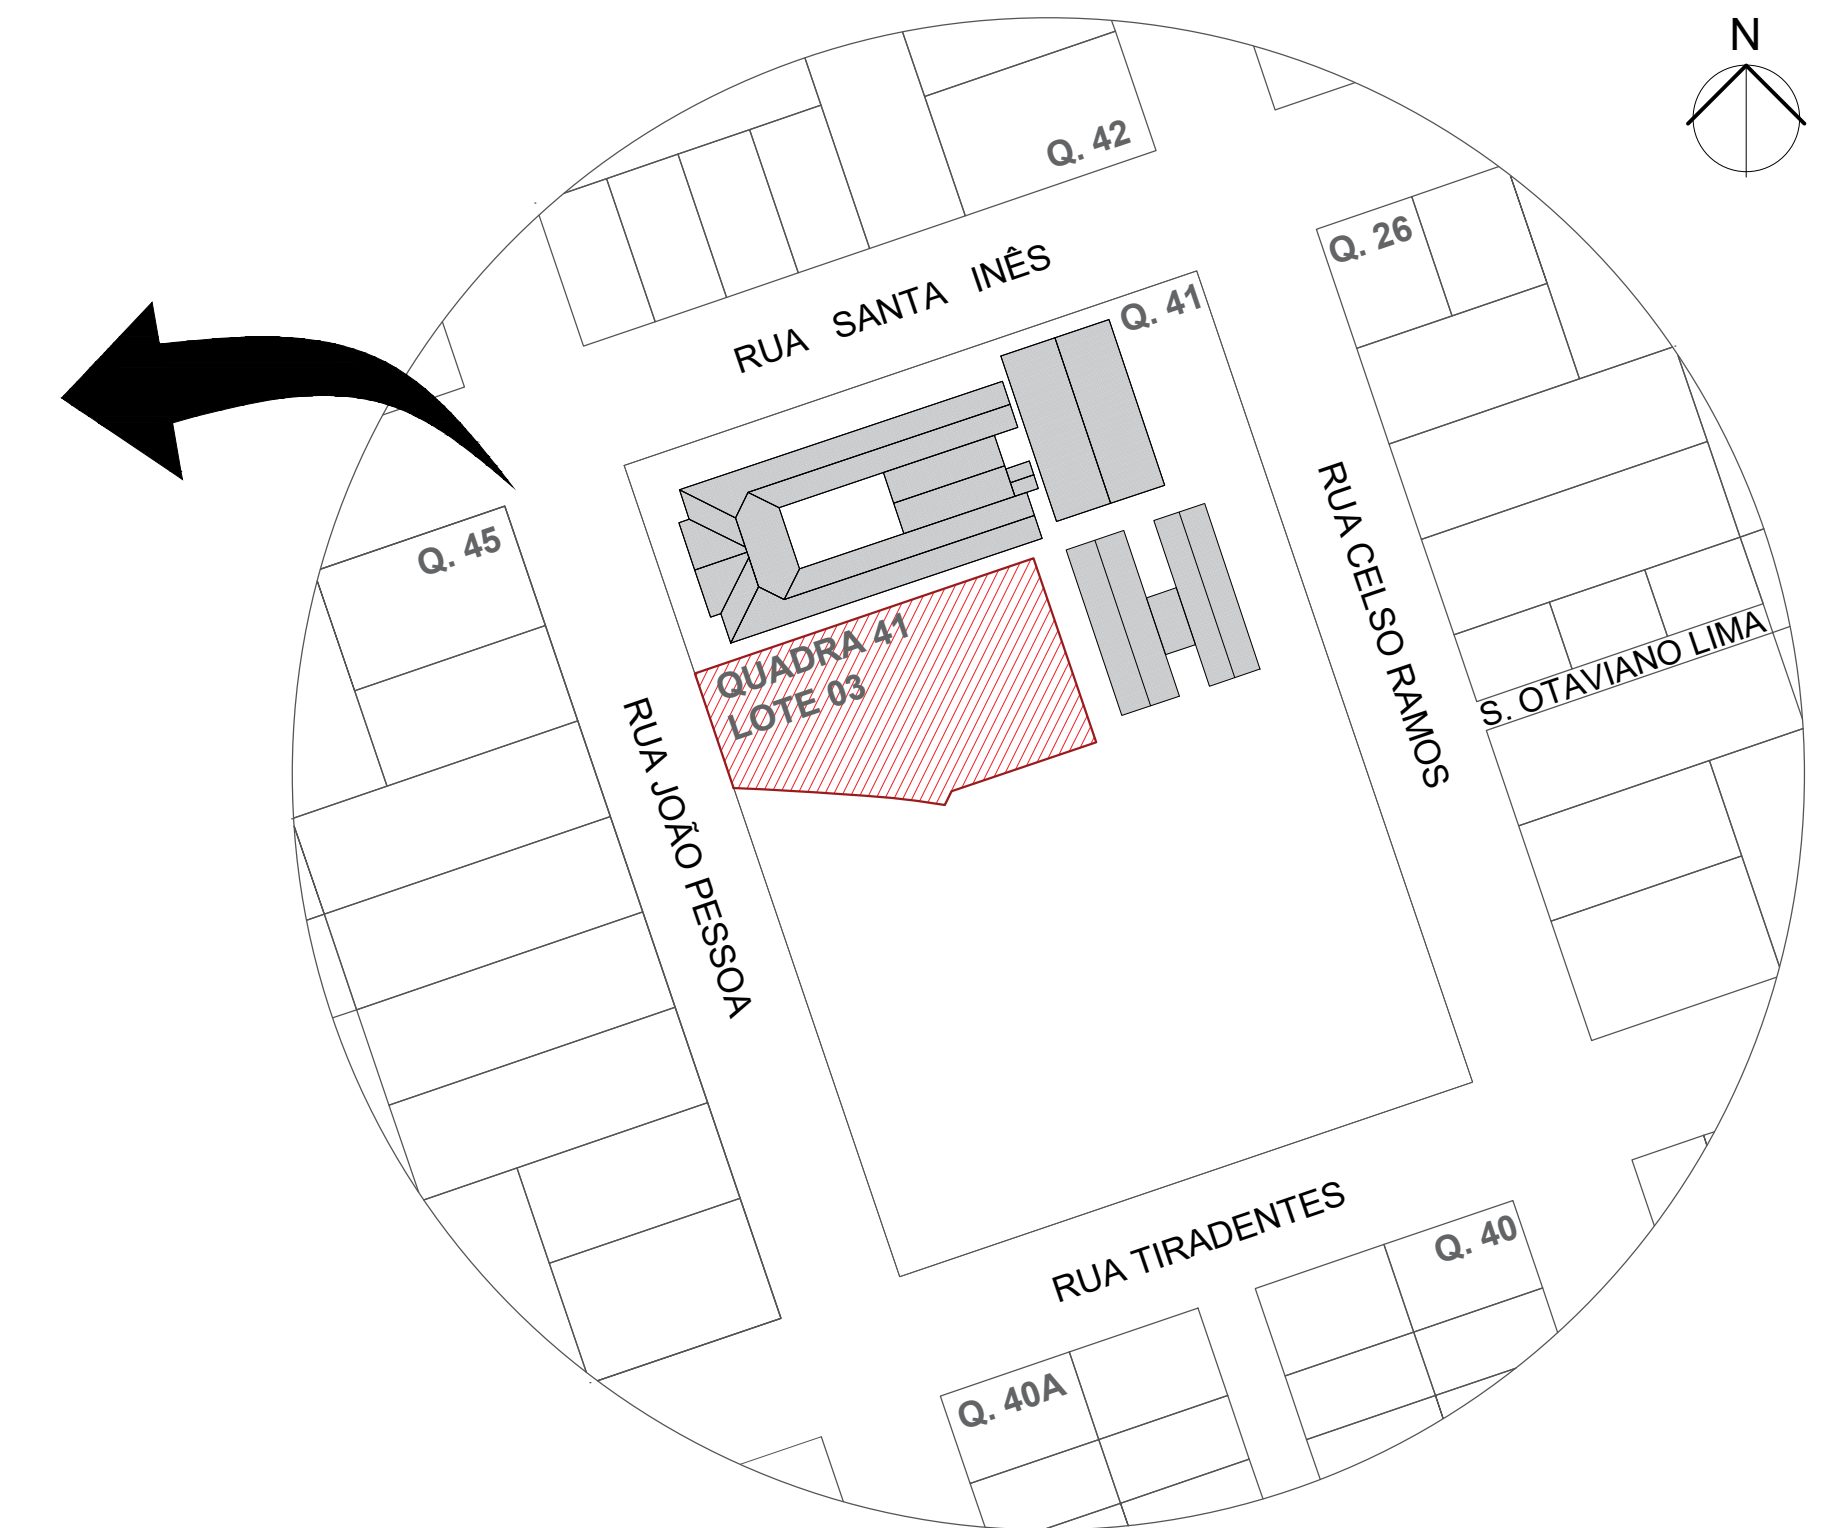 N
Q. 42
Q. 26
RUA SANTA INÊS
Q. 41
Q. 45
RUA CELSO RAMOS
QUADRA 41
LOTE 03
S. OTAVIANO LIMA
RUA JOÃO PESSOA
RUA TIRADENTES
Q. 40
Q. 40A